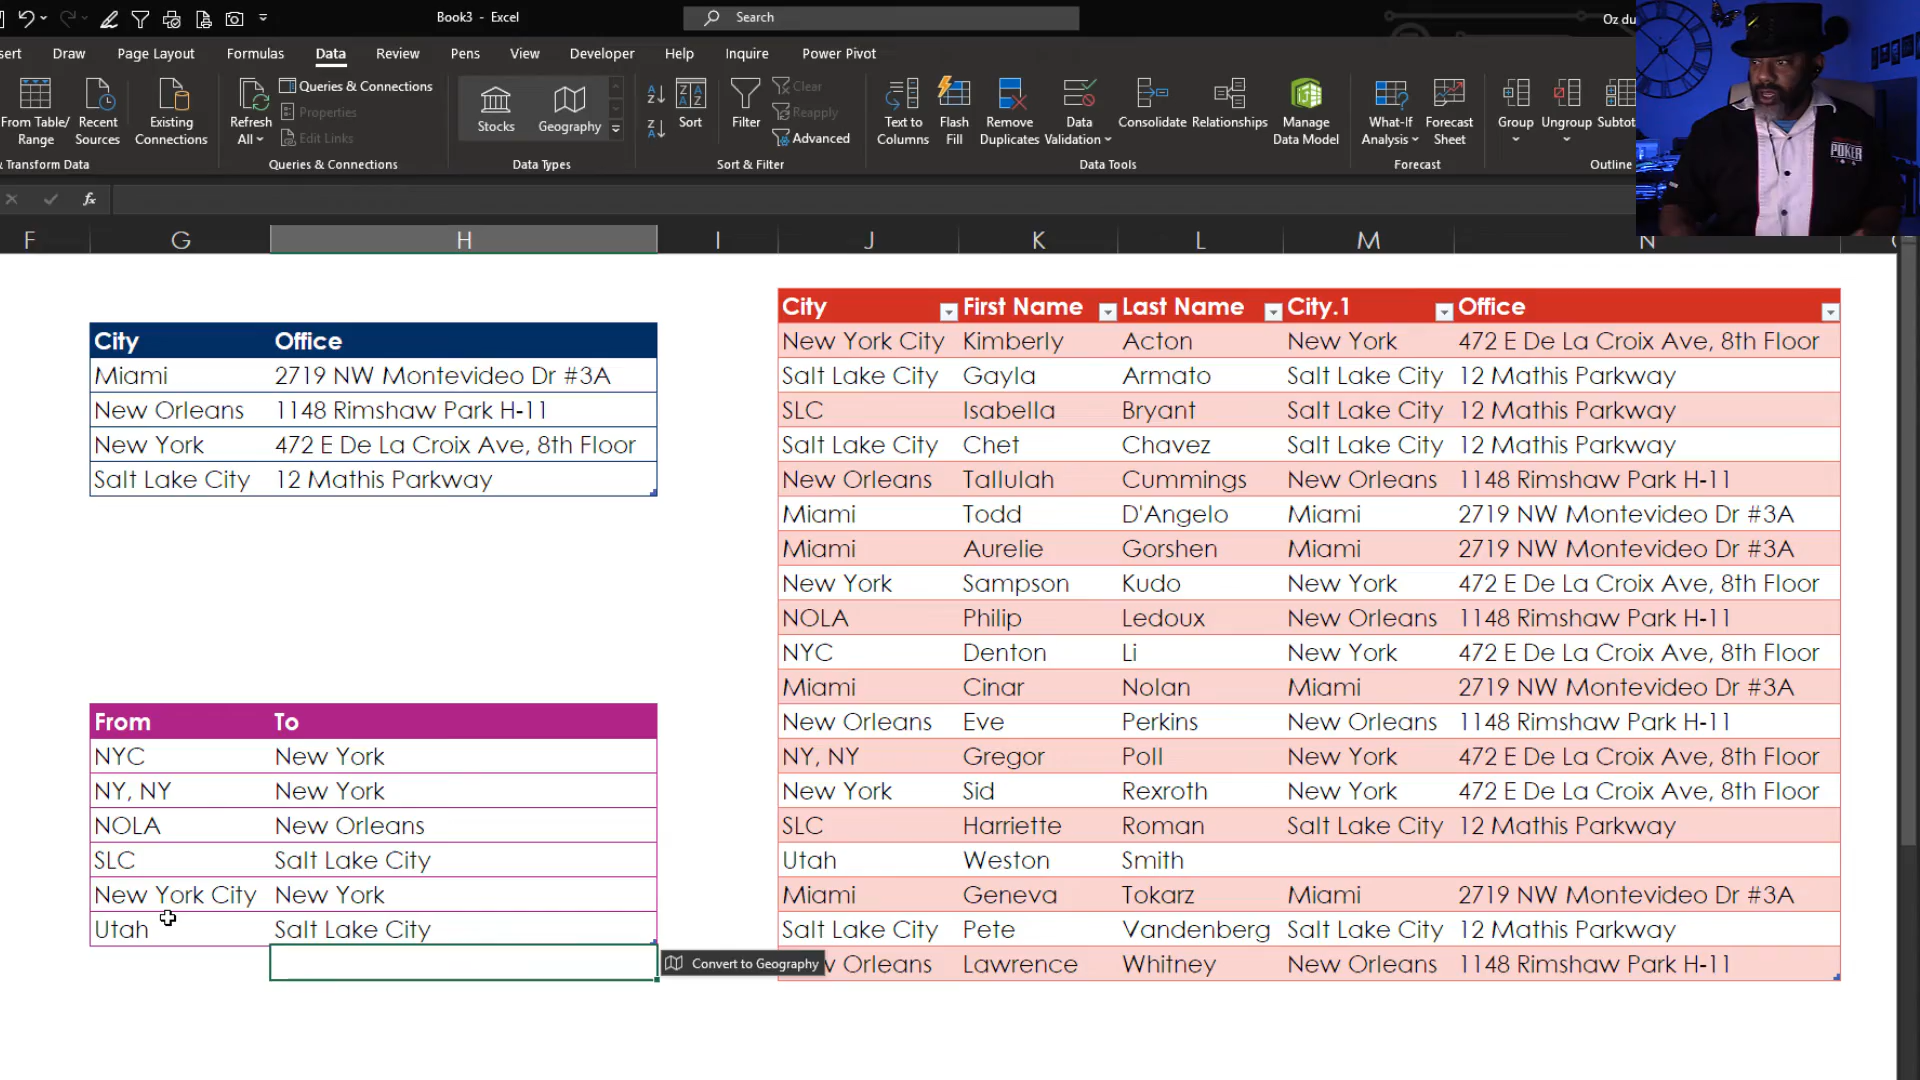 Book3 - Excel
Search
Oz du
sert Draw Page Layout Formulas Data Review Pens View Developer Help Inquire Power Pivot
From Table/ Range
Recent Sources
Existing Connections
Refresh All
Queries & Connections
Properties
Edit Links
Stocks
Geography
Sort
Filter
Clear
Reapply
Advanced
Text to Columns
Flash Fill
Remove Duplicates
Data Validation
Consolidate
Relationships
Manage Data Model
What-If Analysis
Forecast Sheet
Group
Ungroup
Subtot
& Transform Data
Queries & Connections
Data Types
Sort & Filter
Data Tools
Forecast
Outline
POKER
fx
F G H I J K L M N
City Office
Miami 2719 NW Montevideo Dr #3A
New Orleans 1148 Rimshaw Park H-11
New York 472 E De La Croix Ave, 8th Floor
Salt Lake City 12 Mathis Parkway
From To
NYC New York
NY, NY New York
NOLA New Orleans
SLC Salt Lake City
New York City New York
Utah Salt Lake City
Convert to Geography
City First Name Last Name City.1 Office
New York City Kimberly Acton New York 472 E De La Croix Ave, 8th Floor
Salt Lake City Gayla Armato Salt Lake City 12 Mathis Parkway
SLC Isabella Bryant Salt Lake City 12 Mathis Parkway
Salt Lake City Chet Chavez Salt Lake City 12 Mathis Parkway
New Orleans Tallulah Cummings New Orleans 1148 Rimshaw Park H-11
Miami Todd D'Angelo Miami 2719 NW Montevideo Dr #3A
Miami Aurelie Gorshen Miami 2719 NW Montevideo Dr #3A
New York Sampson Kudo New York 472 E De La Croix Ave, 8th Floor
NOLA Philip Ledoux New Orleans 1148 Rimshaw Park H-11
NYC Denton Li New York 472 E De La Croix Ave, 8th Floor
Miami Cinar Nolan Miami 2719 NW Montevideo Dr #3A
New Orleans Eve Perkins New Orleans 1148 Rimshaw Park H-11
NY, NY Gregor Poll New York 472 E De La Croix Ave, 8th Floor
New York Sid Rexroth New York 472 E De La Croix Ave, 8th Floor
SLC Harriette Roman Salt Lake City 12 Mathis Parkway
Utah Weston Smith
Miami Geneva Tokarz Miami 2719 NW Montevideo Dr #3A
Salt Lake City Pete Vandenberg Salt Lake City 12 Mathis Parkway
v Orleans Lawrence Whitney New Orleans 1148 Rimshaw Park H-11